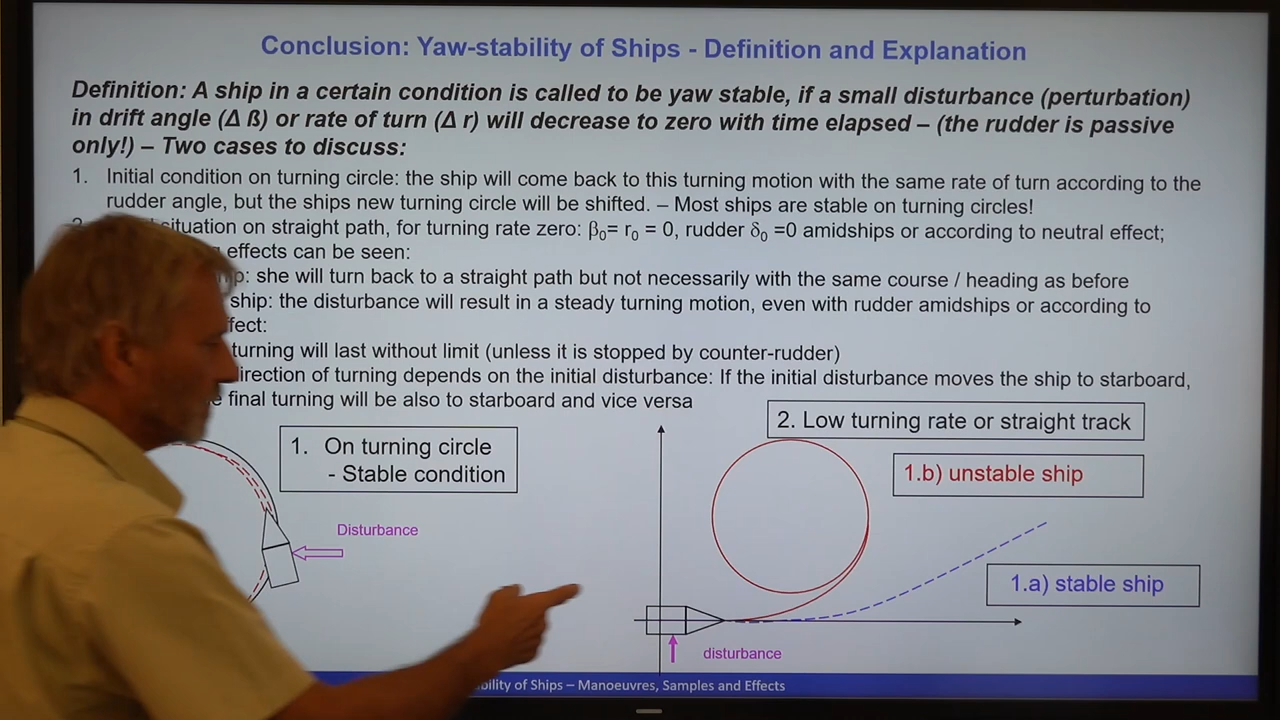 Conclusion: Yaw-stability of Ships - Definition and Explanation
Definition: A ship in a certain condition is called to be yaw stable, if a small disturbance (perturbation)
in drift angle (Δ ß) or rate of turn (Δ r) will decrease to zero with time elapsed – (the rudder is passive
only!) – Two cases to discuss:
1. Initial condition on turning circle: the ship will come back to this turning motion with the same rate of turn according to the
rudder angle, but the ships new turning circle will be shifted. – Most ships are stable on turning circles!
situation on straight path, for turning rate zero: β₀= r₀ = 0, rudder δ₀ =0 amidships or according to neutral effect;
effects can be seen:
she will turn back to a straight path but not necessarily with the same course / heading as before
ship: the disturbance will result in a steady turning motion, even with rudder amidships or according to
turning will last without limit (unless it is stopped by counter-rudder)
direction of turning depends on the initial disturbance: If the initial disturbance moves the ship to starboard,
final turning will be also to starboard and vice versa
1. On turning circle
- Stable condition
Disturbance
2. Low turning rate or straight track
1.b) unstable ship
1.a) stable ship
disturbance
of Ships – Manoeuvres, Samples and Effects